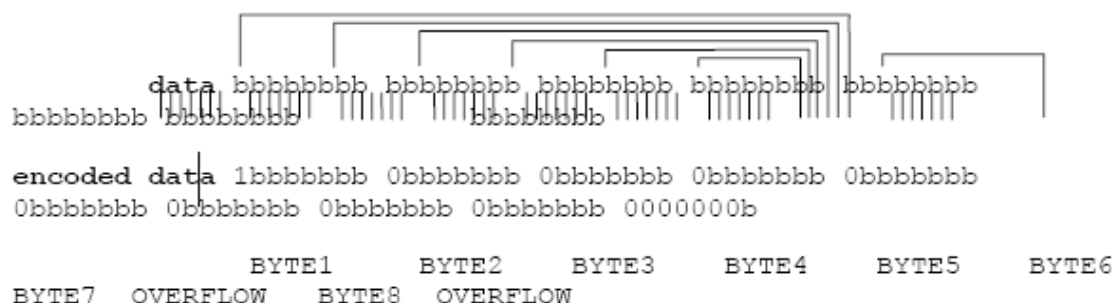 data bbbbbbbb bbbbbbbb bbbbbbbb bbbbbbbb bbbbbbbb
bbbbbbbb bbbbbbbb bbbbbbbb
encoded data 1bbbbbbb 0bbbbbbb 0bbbbbbb 0bbbbbbb 0bbbbbbb
0bbbbbbb 0bbbbbbb 0bbbbbbb 0bbbbbbb 0000000b
BYTE1 BYTE2 BYTE3 BYTE4 BYTE5 BYTE6
BYTE7 OVERFLOW BYTE8 OVERFLOW